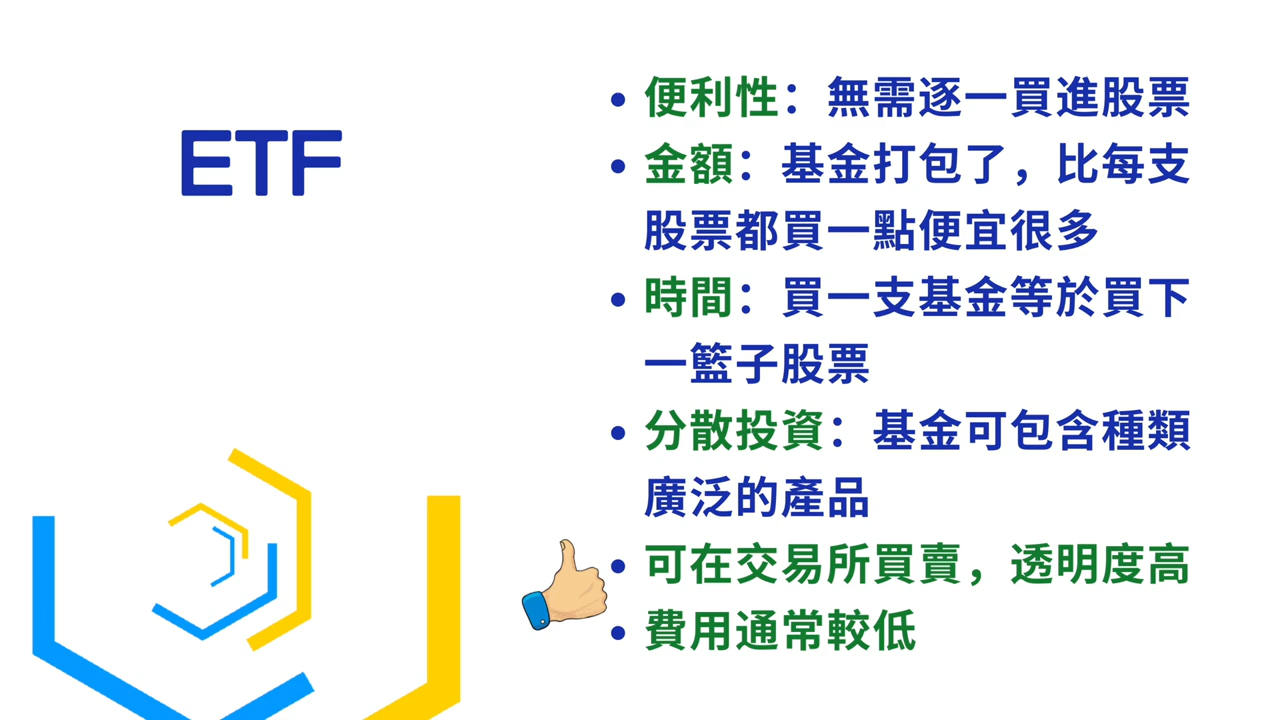 ETF
• 便利性：無需逐一買進股票
• 金額：基金打包了，比每支
股票都買一點便宜很多
• 時間：買一支基金等於買下
一籃子股票
• 分散投資：基金可包含種類
廣泛的產品
• 可在交易所買賣，透明度高
• 費用通常較低